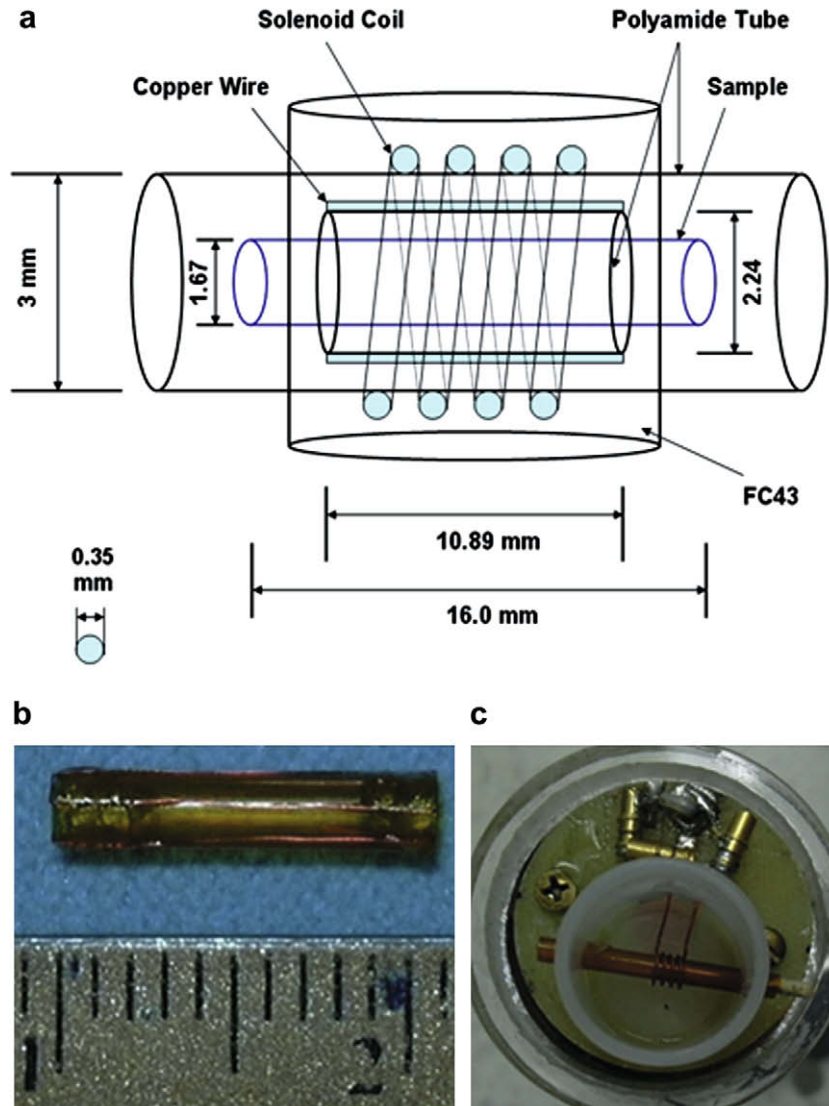 a
Solenoid Coil
Polyamide Tube
Copper Wire
Sample
3 mm
1.67
2.24
FC43
10.89 mm
0.35
mm
16.0 mm
b
c
1
2